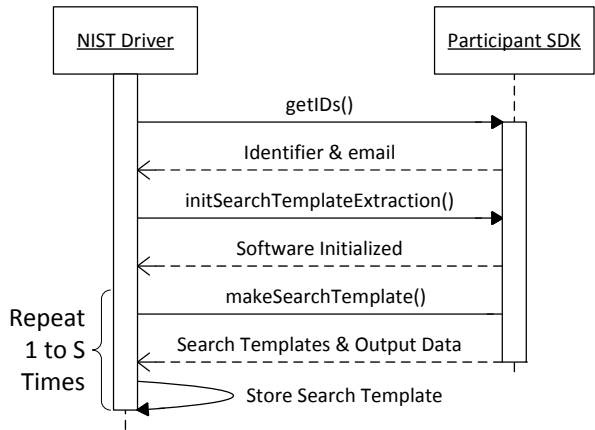 NIST Driver
Participant SDK
getIDs()
Identifier & email
initSearchTemplateExtraction()
Software Initialized
makeSearchTemplate()
Repeat
1 to S
Times
Search Templates & Output Data
Store Search Template